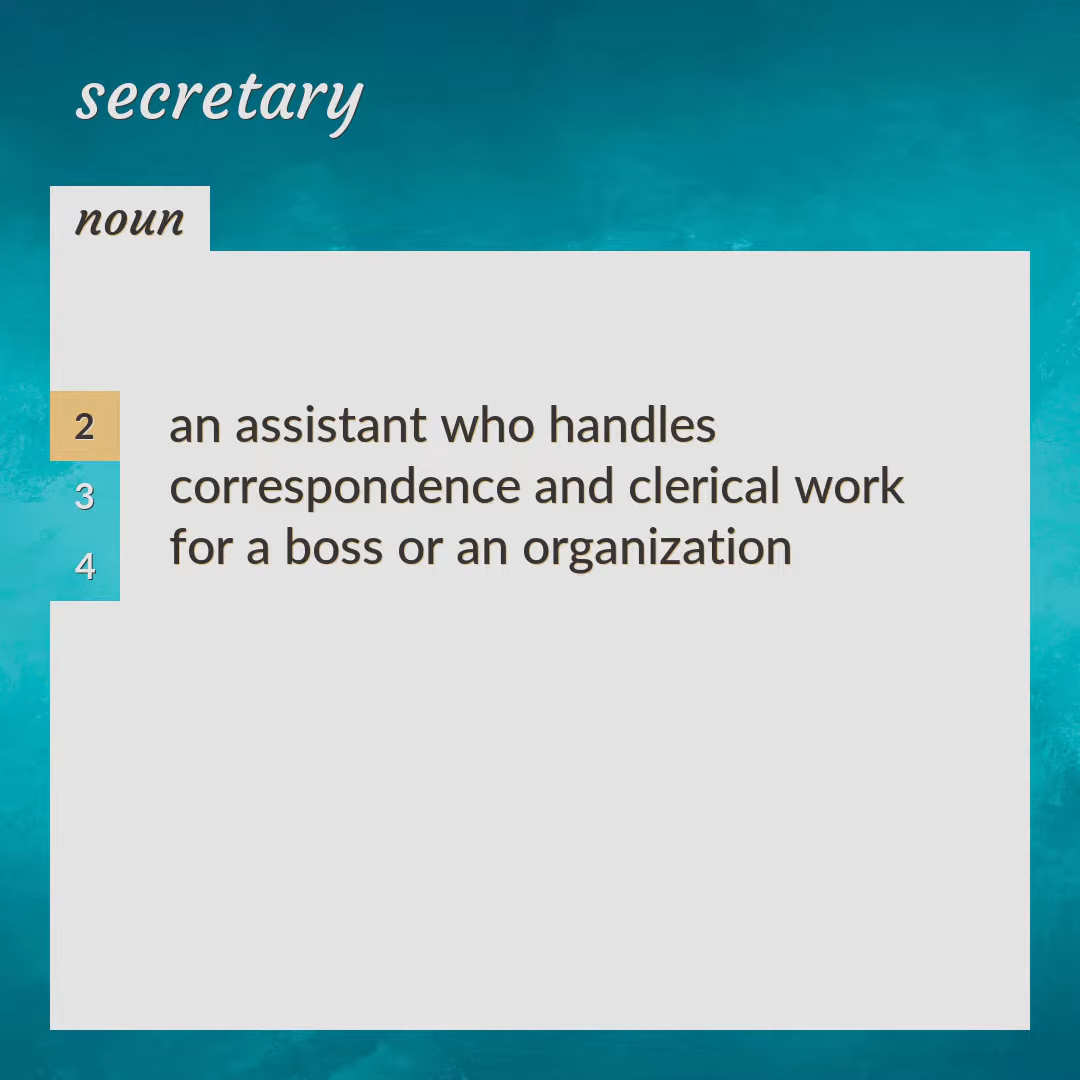 secretary
noun
2
an assistant who handles
correspondence and clerical work
for a boss or an organization
3
4